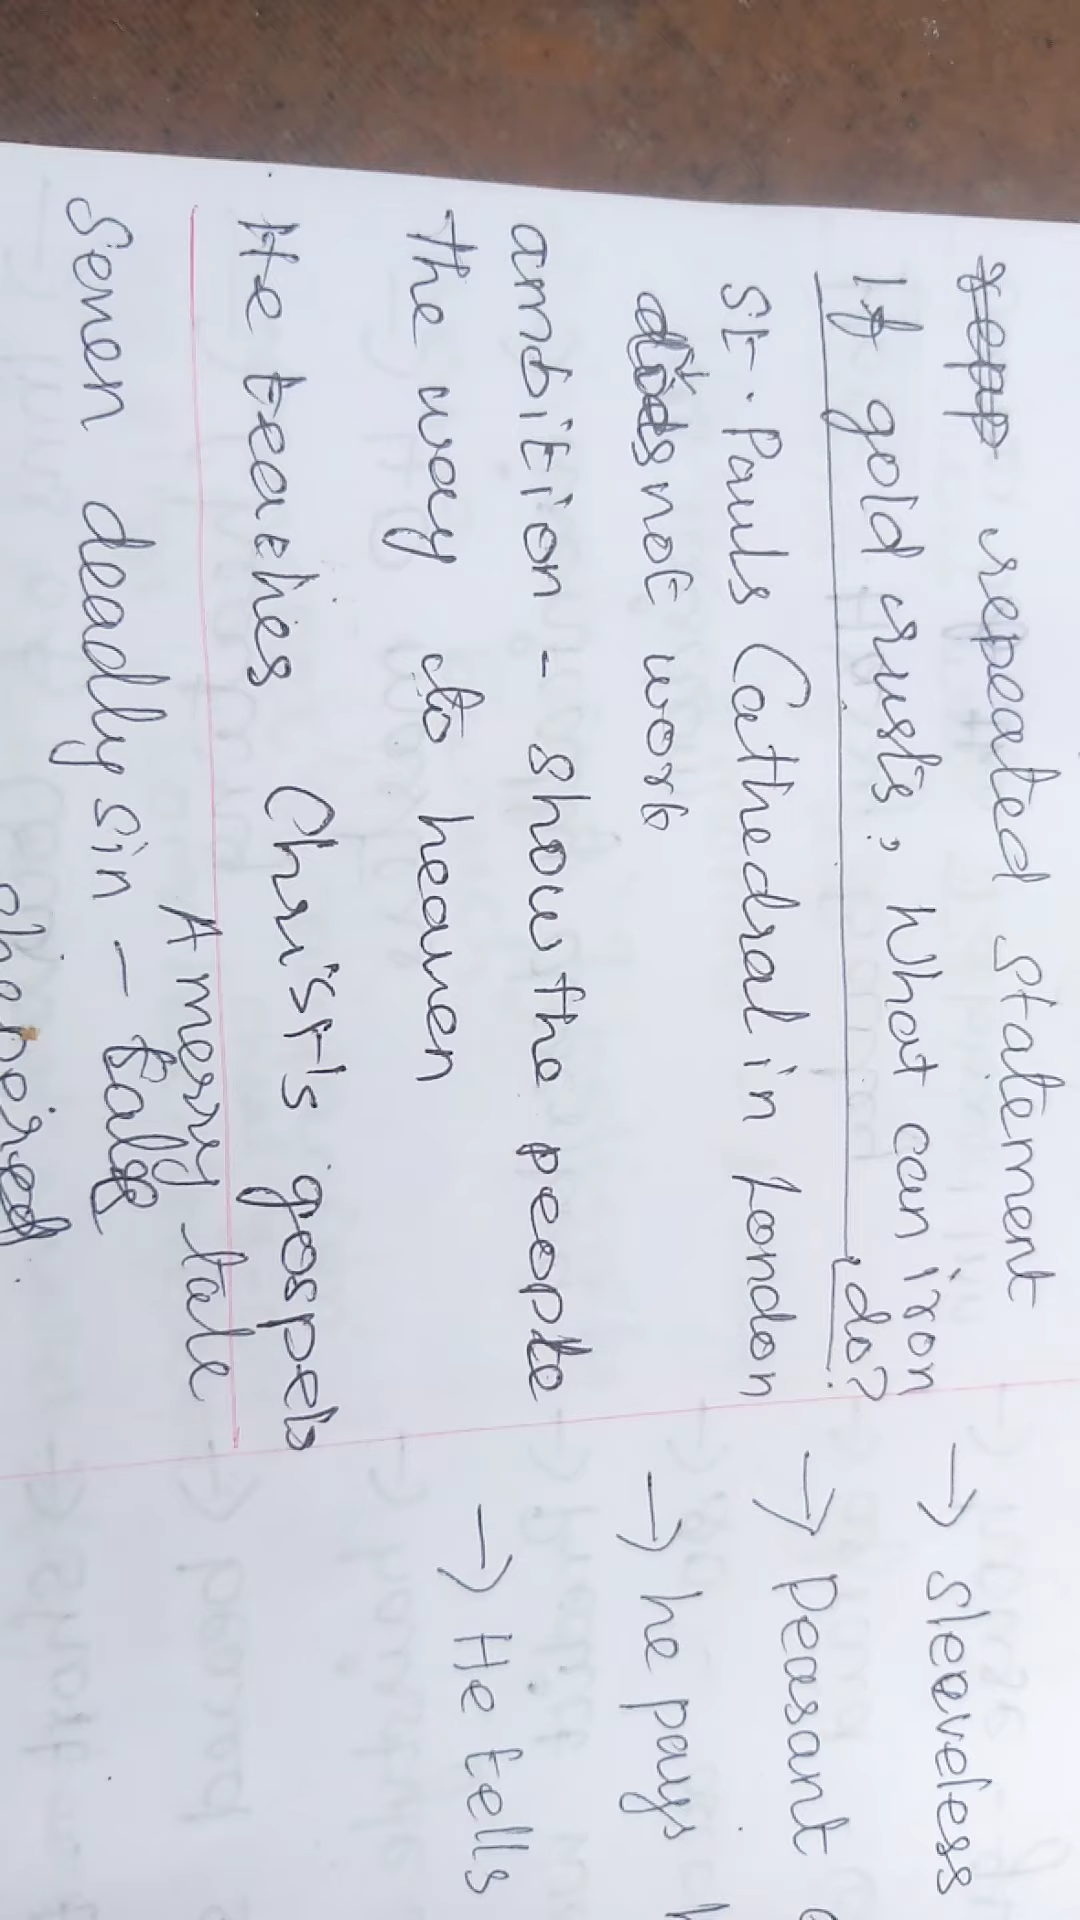 repeated statement
If gold rusts, What can iron
do?
St. Pauls Cathedral in London
does not work
ambition - show the people
the way to heaven
He teaches Christ's gospels
A merry tale
Seven deadly sin -
→ sleeveless
→ Peasant
→ he pays
→ He tells